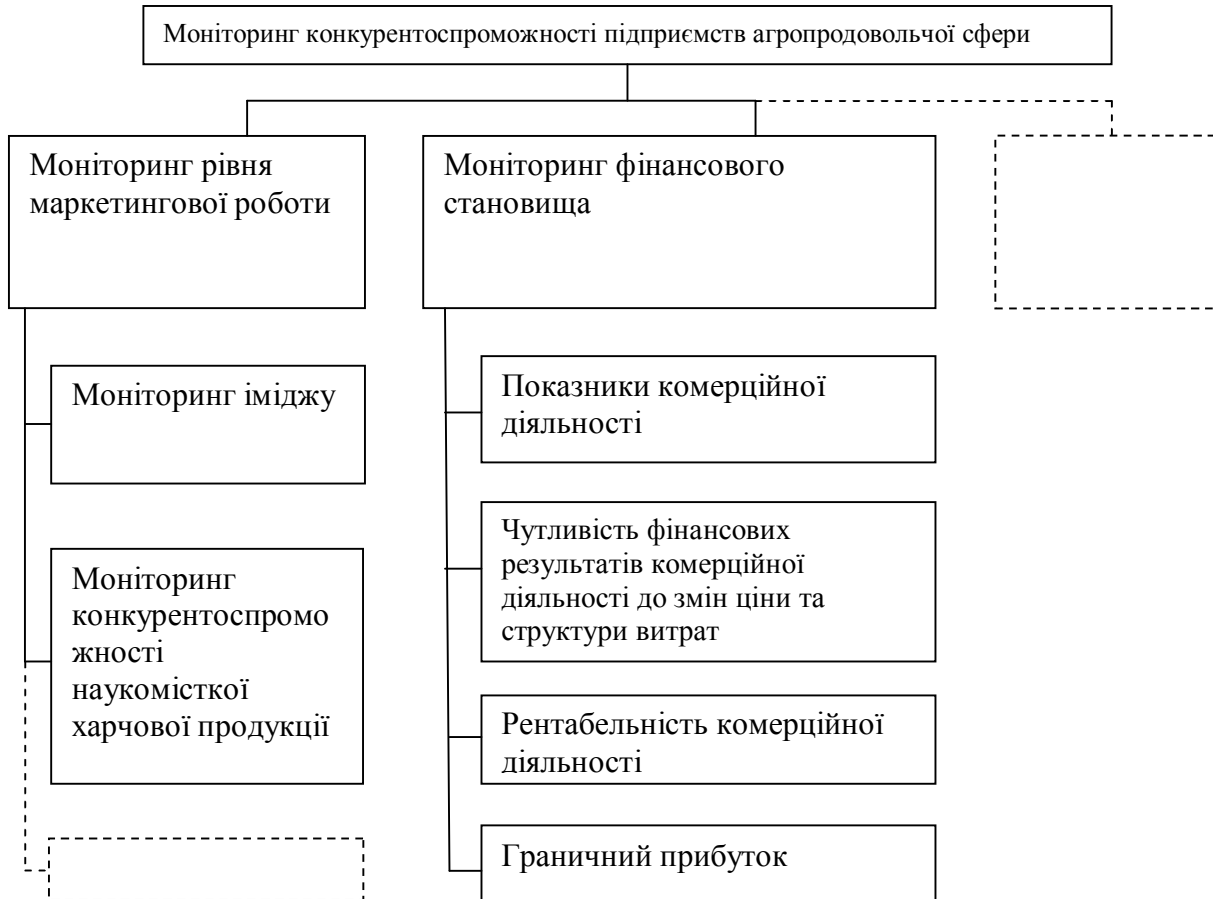 Моніторинг конкурентоспроможності підприємств агропродовольчої сфери
Моніторинг рівня
маркетингової роботи
Моніторинг фінансового
становища
Моніторинг іміджу
Моніторинг
конкурентоспромо
жності
наукомісткої
харчової продукції
Показники комерційної
діяльності
Чутливість фінансових
результатів комерційної
діяльності до змін ціни та
структури витрат
Рентабельність комерційної
діяльності
Граничний прибуток